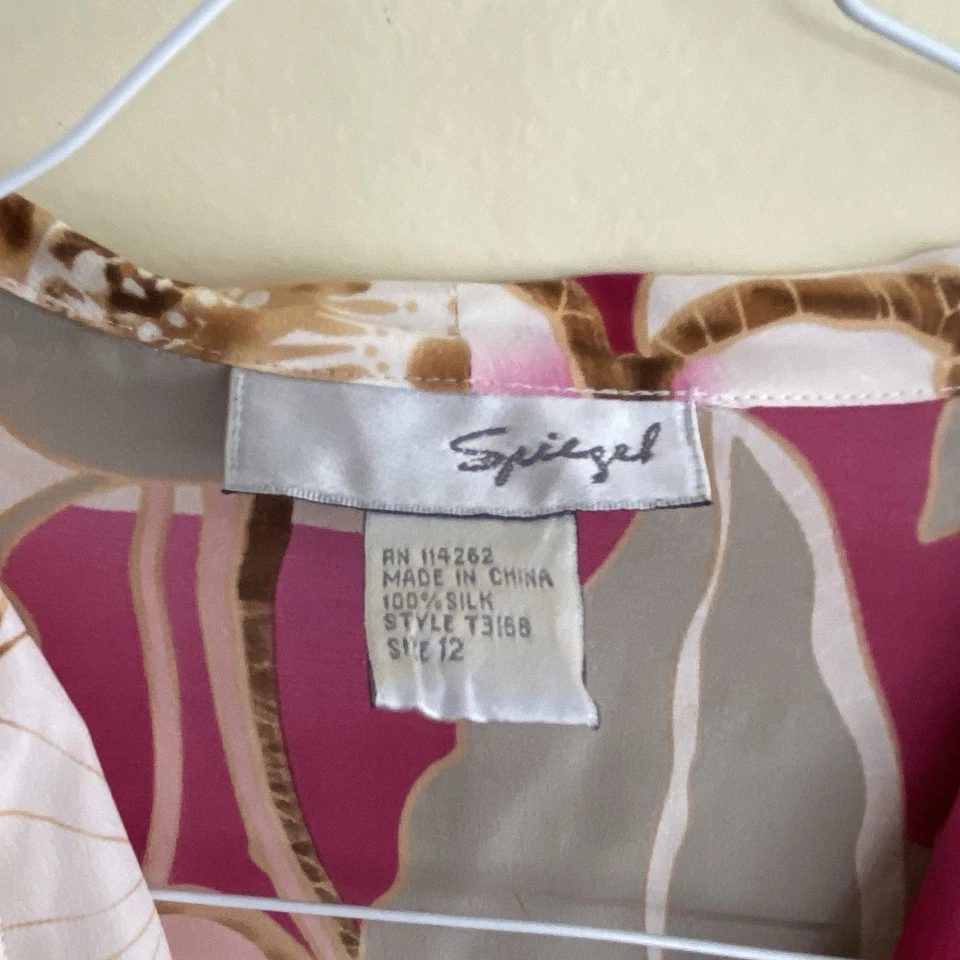 Spiegel
RN 114262
MADE IN CHINA
100% SILK
STYLE T3168
SIZE 12